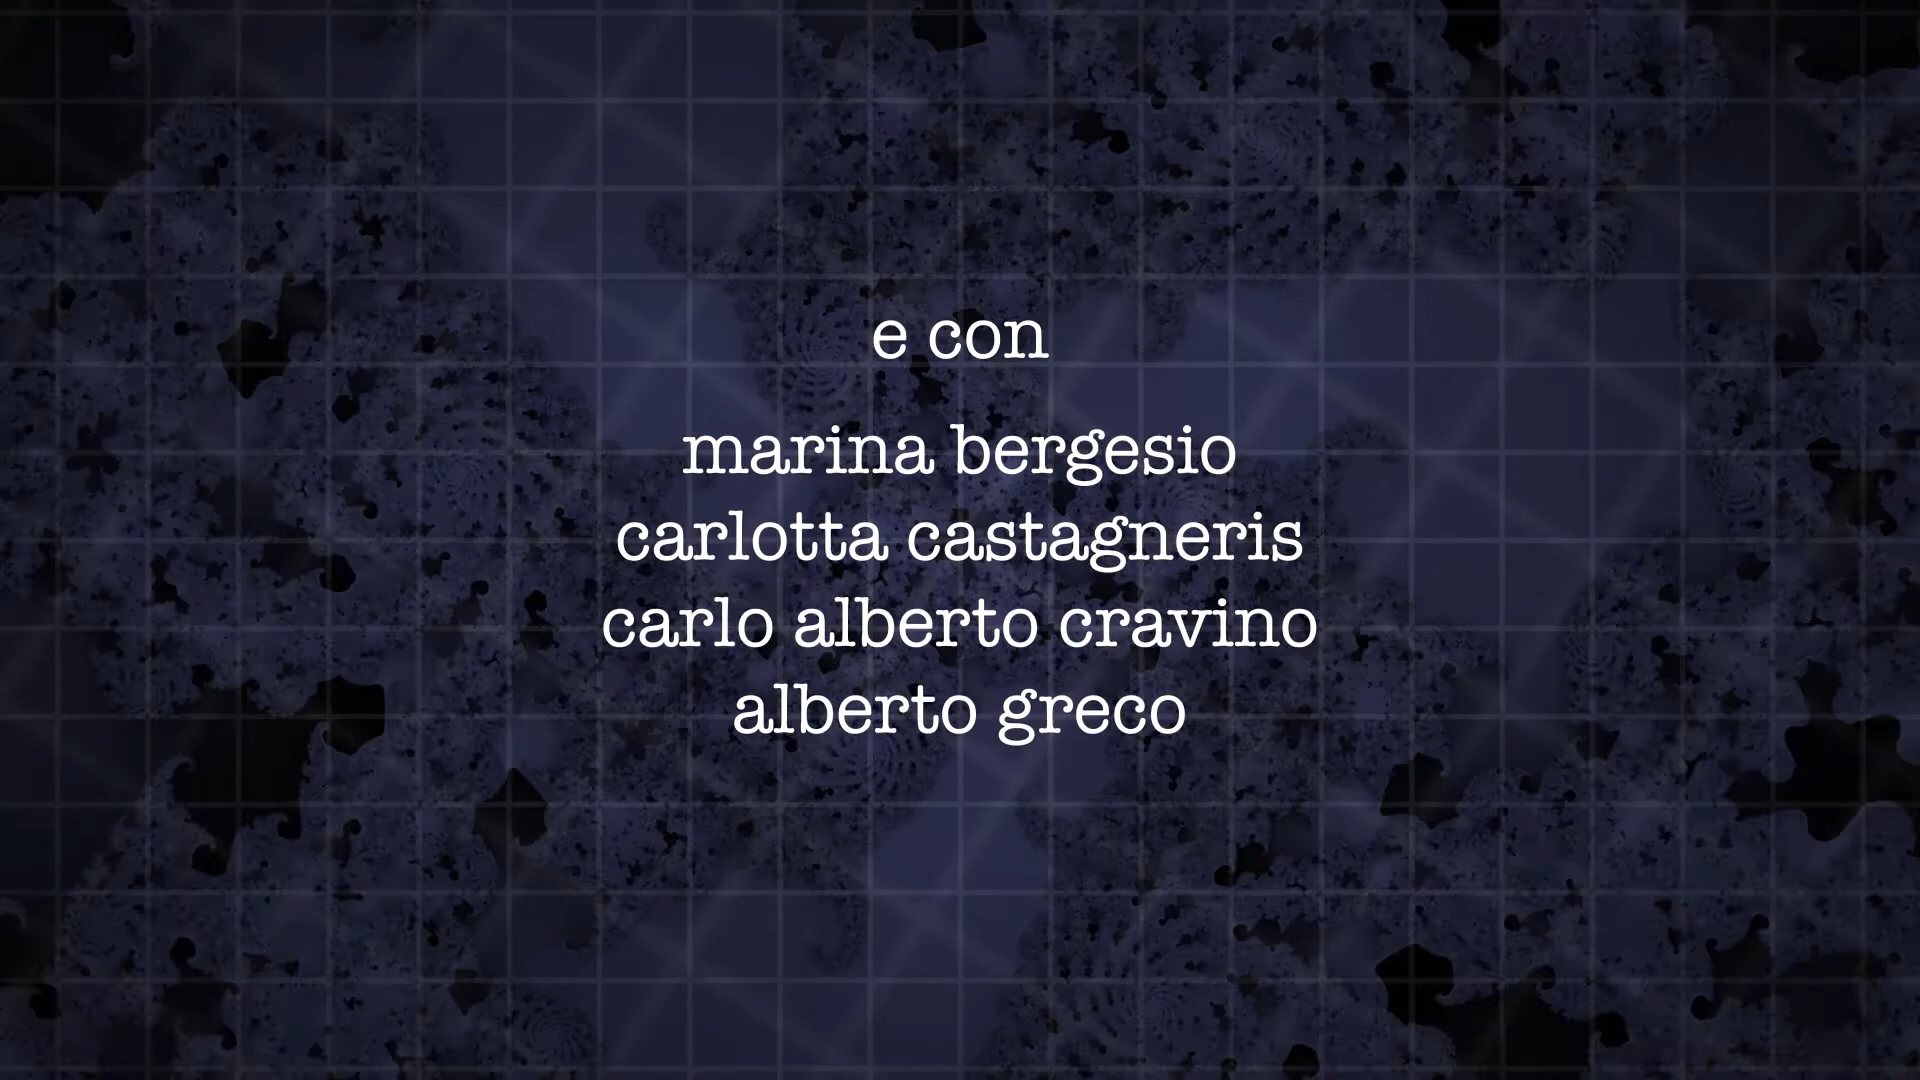 e con
marina bergesio
carlotta castagneris
carlo alberto cravino
alberto greco